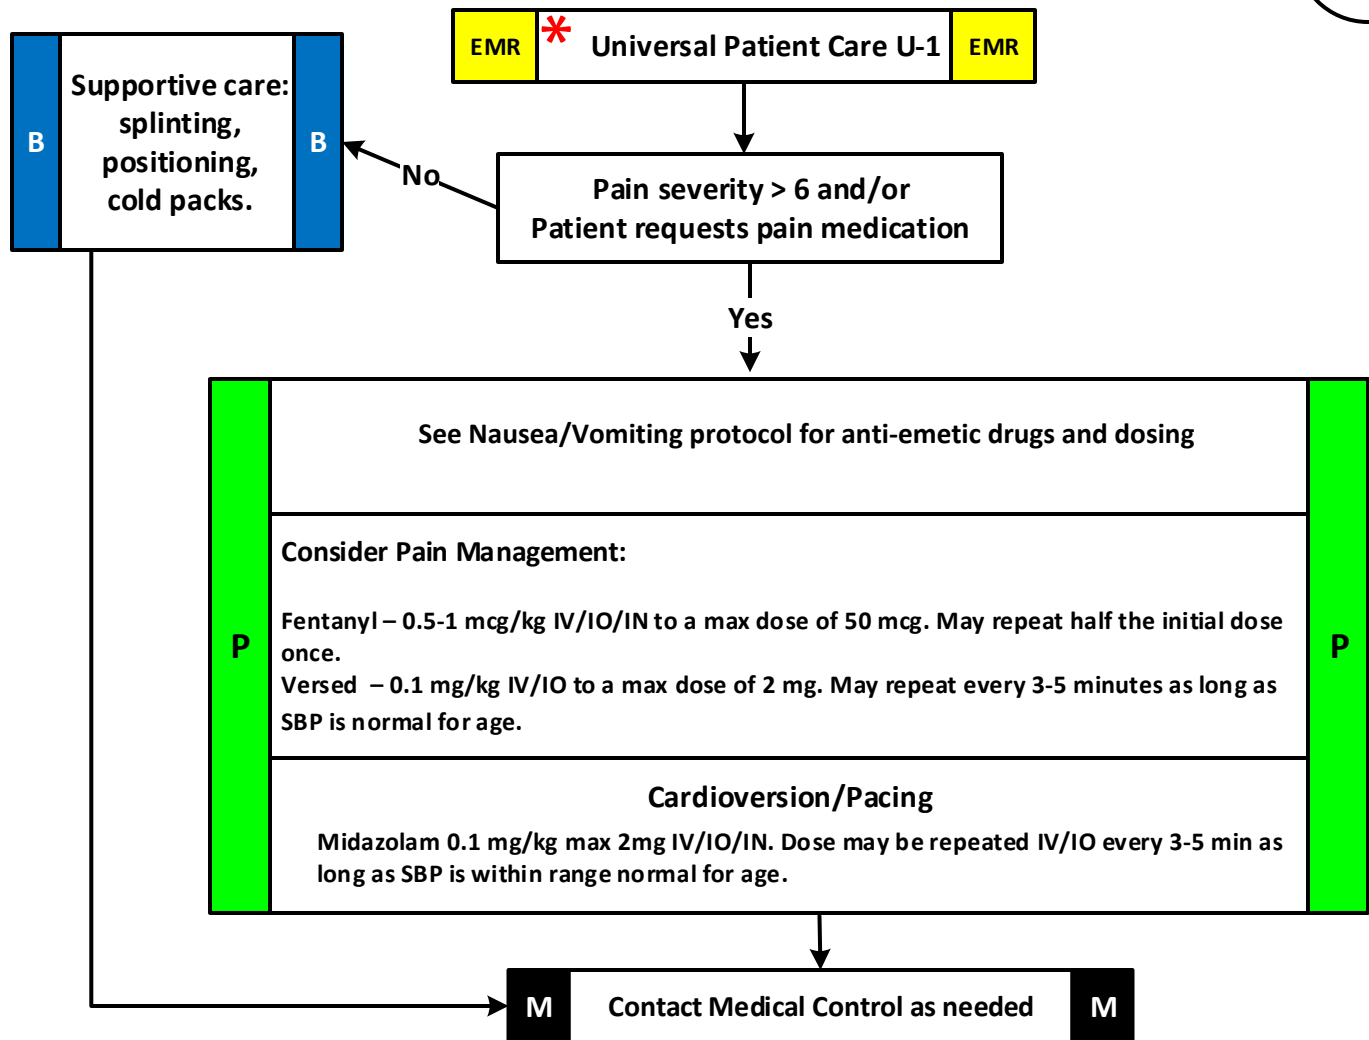 EMR * Universal Patient Care U-1 EMR
B
Supportive care:
splinting,
positioning,
cold packs.
B
No
Pain severity > 6 and/or
Patient requests pain medication
Yes
P
See Nausea/Vomiting protocol for anti-emetic drugs and dosing
Consider Pain Management:
Fentanyl – 0.5-1 mcg/kg IV/IO/IN to a max dose of 50 mcg. May repeat half the initial dose
once.
Versed – 0.1 mg/kg IV/IO to a max dose of 2 mg. May repeat every 3-5 minutes as long as
SBP is normal for age.
Cardioversion/Pacing
Midazolam 0.1 mg/kg max 2mg IV/IO/IN. Dose may be repeated IV/IO every 3-5 min as
long as SBP is within range normal for age.
P
M Contact Medical Control as needed M